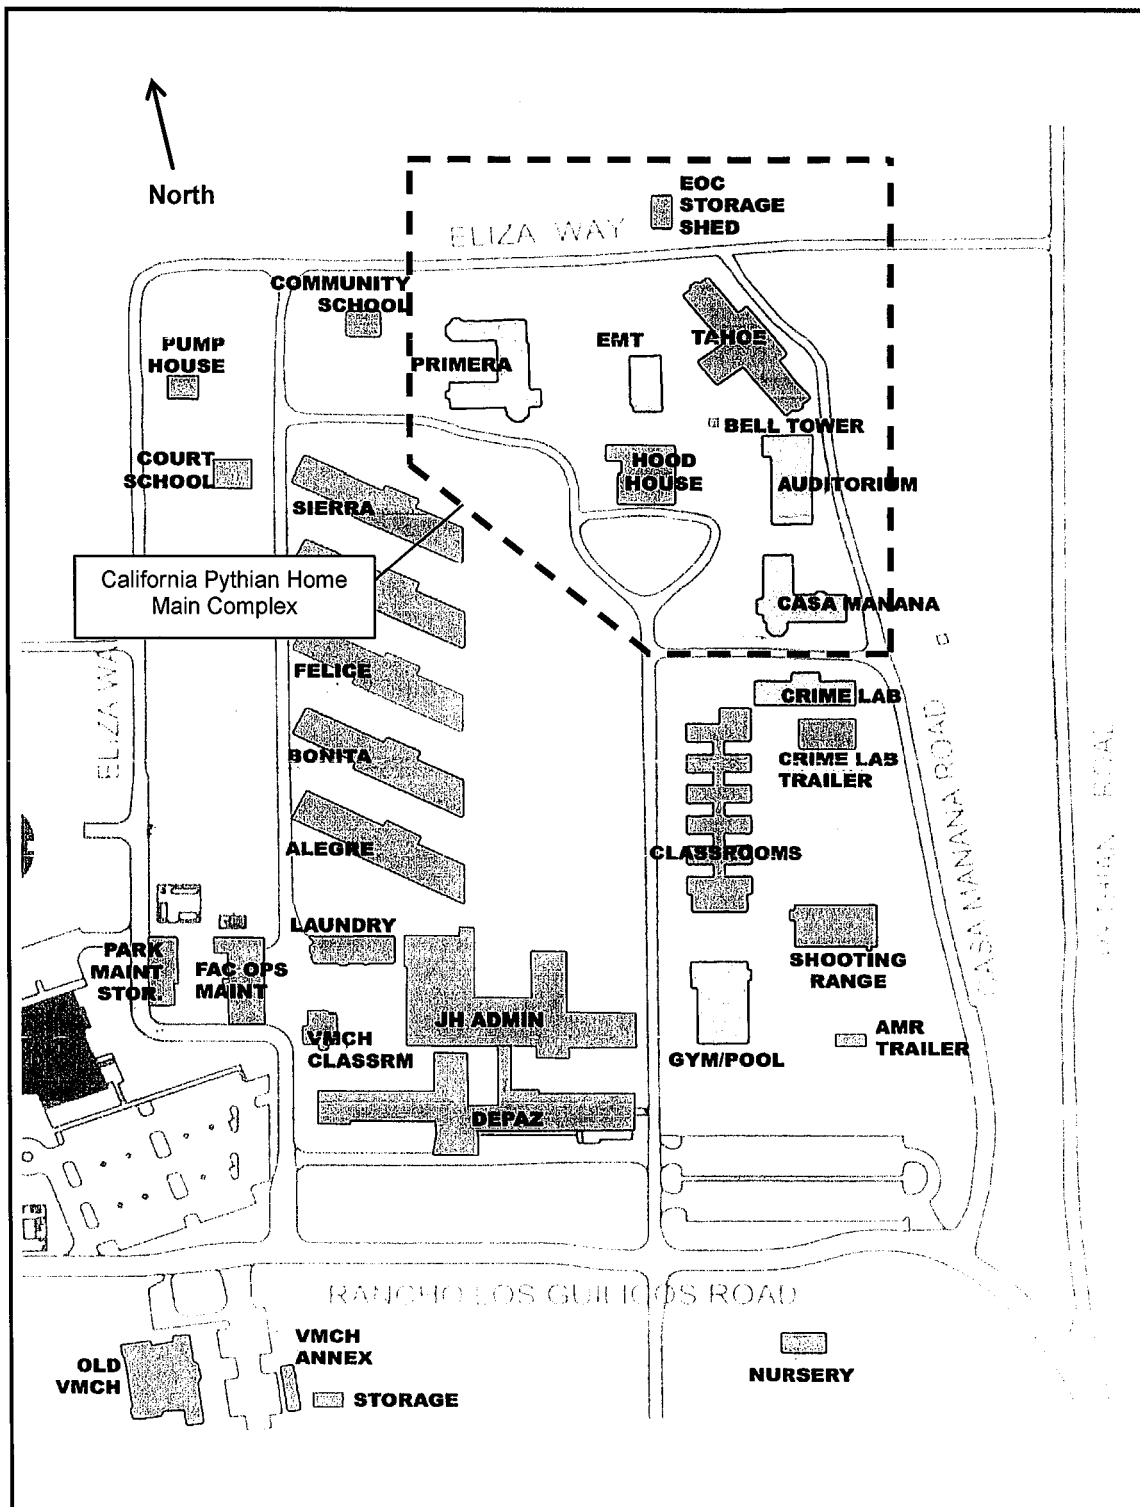 North
EOC
STORAGE
SHED
ELIZA WAY
COMMUNITY
SCHOOL
PUMP
HOUSE
PRIMERA
EMT
TAHOE
BELL TOWER
COURT
SCHOOL
HOOD
HOUSE
AUDITORIUM
SIERRA
California Pythian Home
Main Complex
CASA MANANA
FELICE
ELIZA WA
CRIME LAB
CRIME LAB
TRAILER
BONITA
CASA MANANA ROAD
ALEGRE
CLASSROOMS
LAUNDRY
PARK
MAINT
STOR.
FAC OPS
MAINT
SHOOTING
RANGE
JH ADMIN
VMCH
CLASSRM
GYM/POOL
AMR
TRAILER
DEPAZ
RANCHO LOS GUILICOS ROAD
VMCH
ANNEX
OLD
VMCH
STORAGE
NURSERY